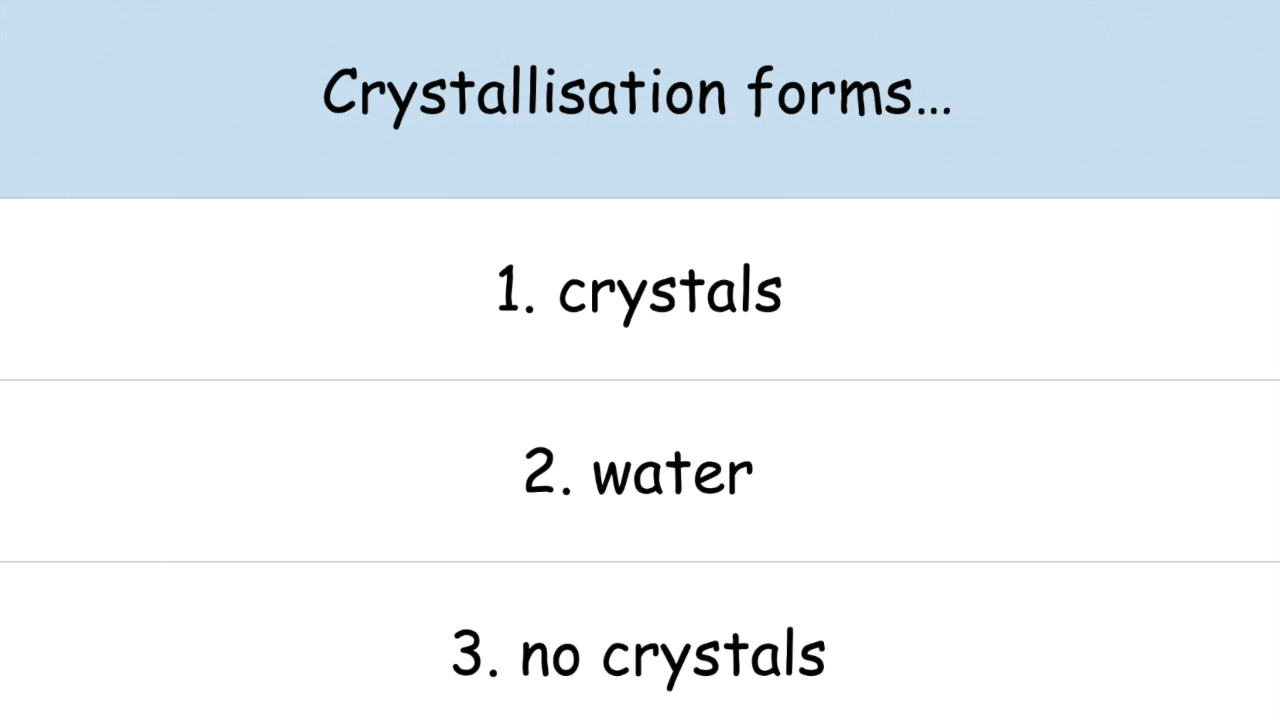 Crystallisation forms...
1. crystals
2. water
3. no crystals